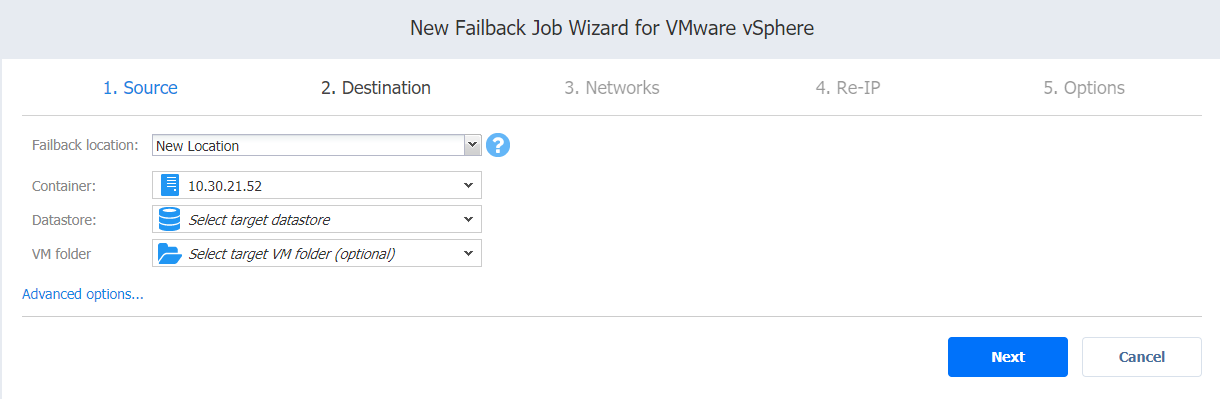 New Failback Job Wizard for VMware vSphere
1. Source 2. Destination 3. Networks 4. Re-IP 5. Options
Failback location: New Location ?
Container: 10.30.21.52
Datastore: Select target datastore
VM folder Select target VM folder (optional)
Advanced options...
Next Cancel